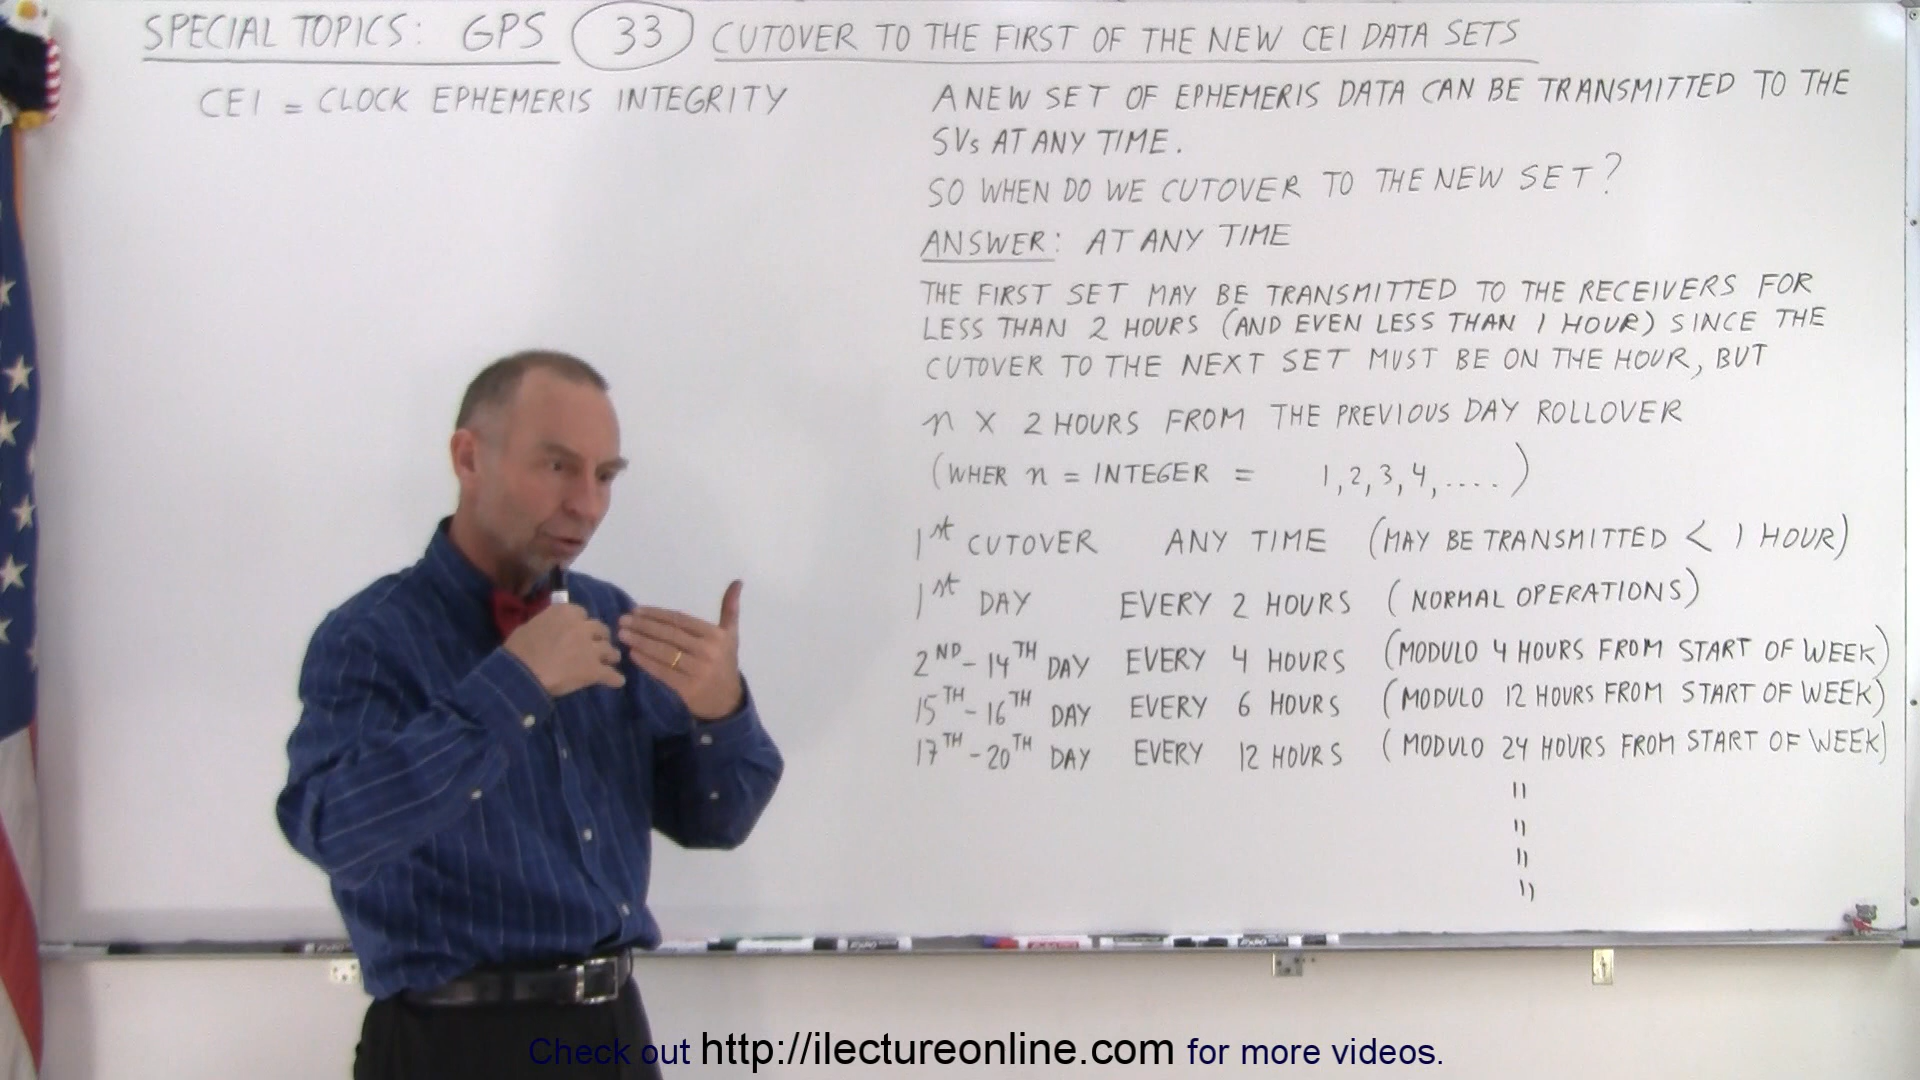 SPECIAL TOPICS: GPS 33 CUTOVER TO THE FIRST OF THE NEW CEI DATA SETS
CEI = CLOCK EPHEMERIS INTEGRITY
A NEW SET OF EPHEMERIS DATA CAN BE TRANSMITTED TO THE
SVs AT ANY TIME.
SO WHEN DO WE CUTOVER TO THE NEW SET?
ANSWER: AT ANY TIME
THE FIRST SET MAY BE TRANSMITTED TO THE RECEIVERS FOR
LESS THAN 2 HOURS (AND EVEN LESS THAN 1 HOUR) SINCE THE
CUTOVER TO THE NEXT SET MUST BE ON THE HOUR, BUT
n X 2 HOURS FROM THE PREVIOUS DAY ROLLOVER
(WHER n = INTEGER = 1, 2, 3, 4, ....)
1st CUTOVER ANY TIME (MAY BE TRANSMITTED < 1 HOUR)
1st DAY EVERY 2 HOURS (NORMAL OPERATIONS)
2ND - 14TH DAY EVERY 4 HOURS (MODULO 4 HOURS FROM START OF WEEK)
15TH - 16TH DAY EVERY 6 HOURS (MODULO 12 HOURS FROM START OF WEEK)
17TH - 20TH DAY EVERY 12 HOURS (MODULO 24 HOURS FROM START OF WEEK)
"
"
"
"
Check out http://ilectureonline.com for more videos.